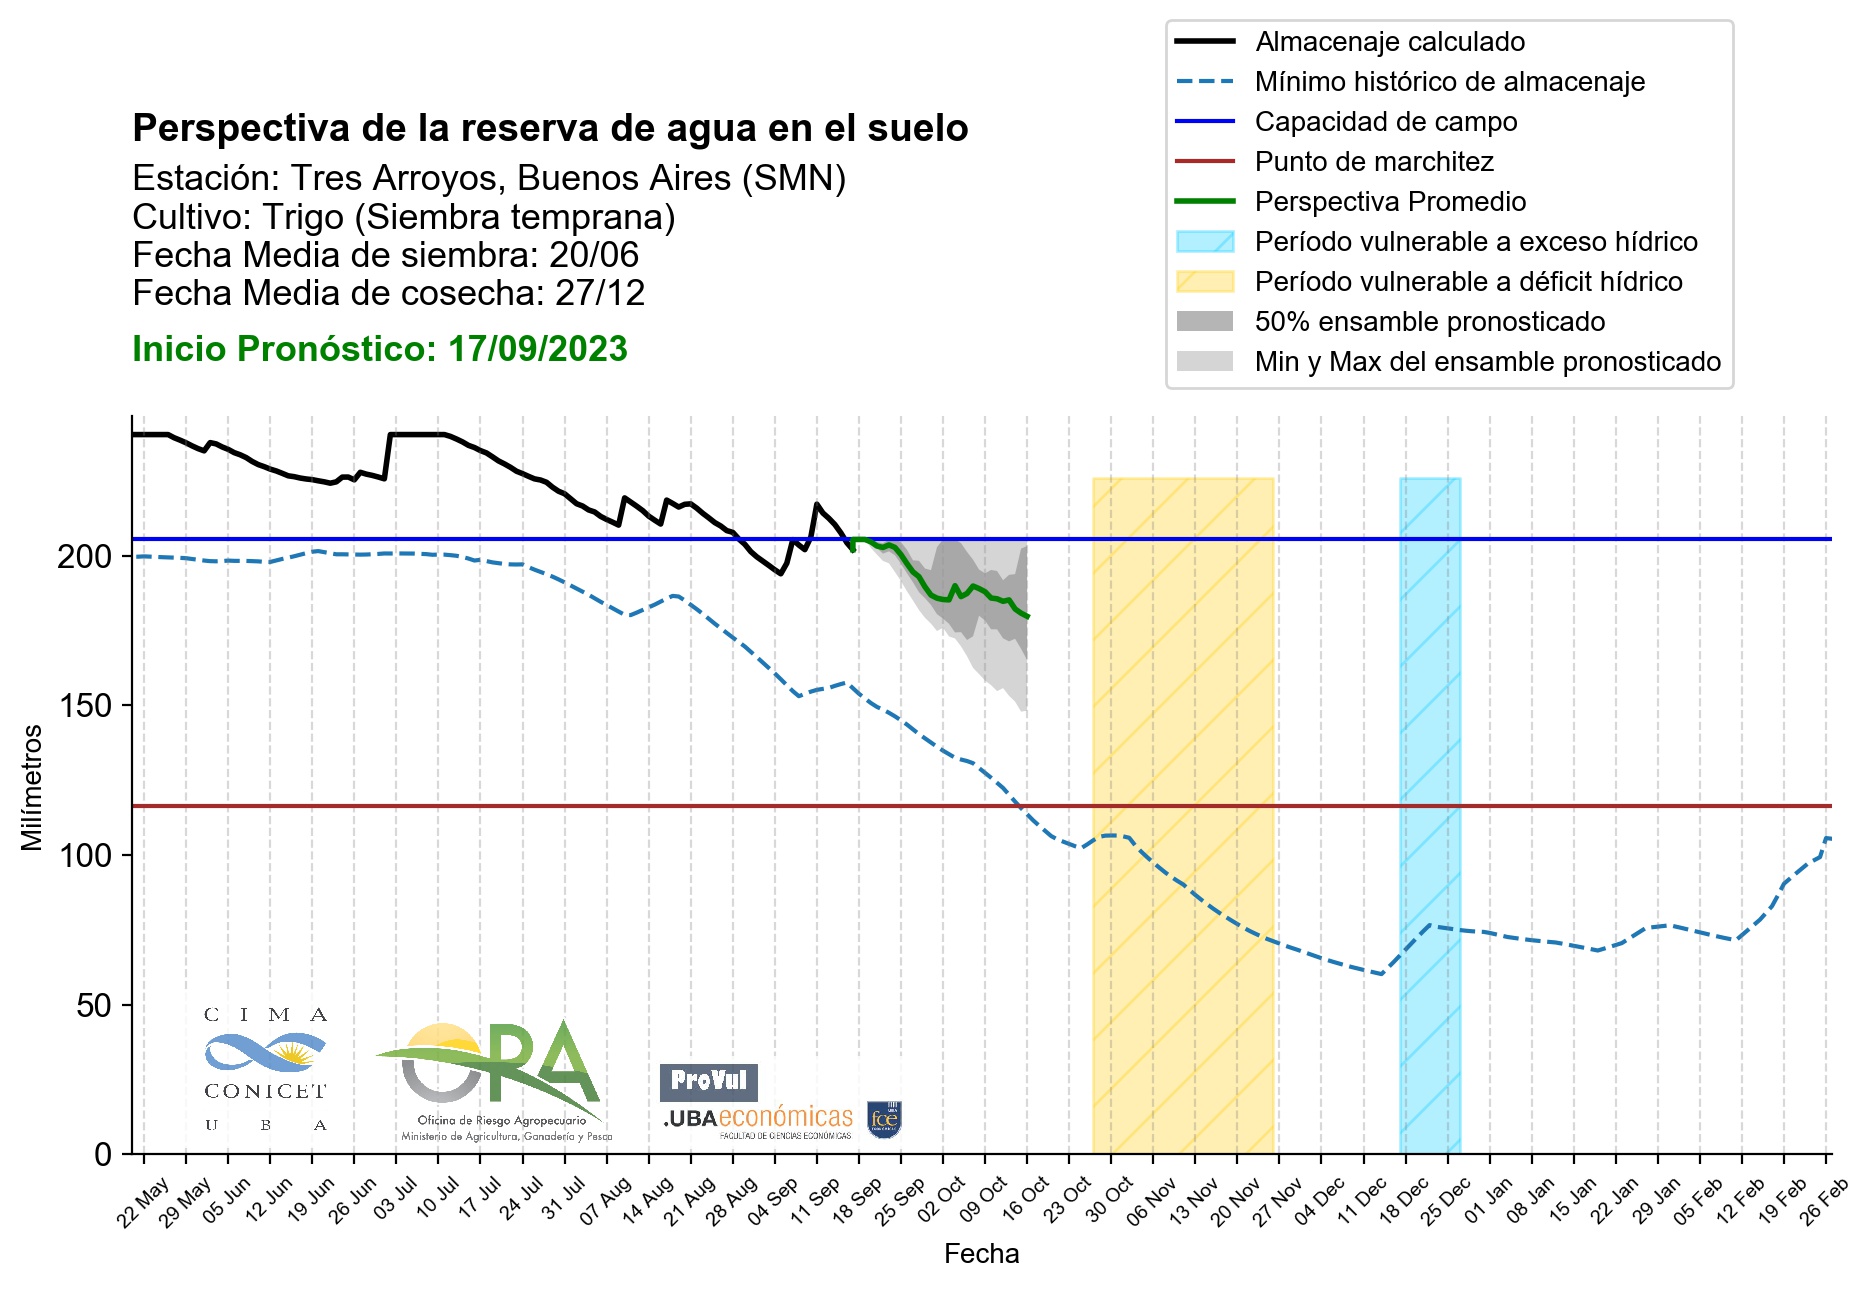 Almacenaje calculado
Mínimo histórico de almacenaje
Capacidad de campo
Punto de marchitez
Perspectiva Promedio
Período vulnerable a exceso hídrico
Período vulnerable a déficit hídrico
50% ensamble pronosticado
Min y Max del ensamble pronosticado
Perspectiva de la reserva de agua en el suelo
Estación: Tres Arroyos, Buenos Aires (SMN)
Cultivo: Trigo (Siembra temprana)
Fecha Media de siembra: 20/06
Fecha Media de cosecha: 27/12
Inicio Pronóstico: 17/09/2023
Milímetros
200
150
100
50
0
C I M A
CONICET
U B A
ORA
Oficina de Riesgo Agropecuario
Ministerio de Agricultura, Ganadería y Pesca
ProVul
.UBAeconómicas
FACULTAD DE CIENCIAS ECONÓMICAS
UBA
fce
22 May
29 May
05 Jun
12 Jun
19 Jun
26 Jun
03 Jul
10 Jul
17 Jul
24 Jul
31 Jul
07 Aug
14 Aug
21 Aug
28 Aug
04 Sep
11 Sep
18 Sep
25 Sep
02 Oct
09 Oct
16 Oct
23 Oct
30 Oct
06 Nov
13 Nov
20 Nov
27 Nov
04 Dec
11 Dec
18 Dec
25 Dec
01 Jan
08 Jan
15 Jan
22 Jan
29 Jan
05 Feb
12 Feb
19 Feb
26 Feb
Fecha